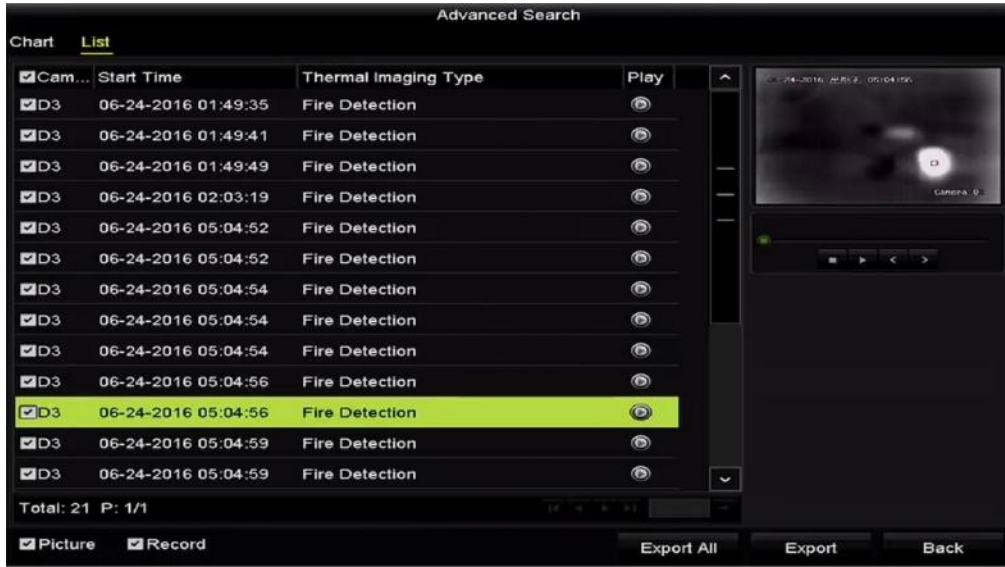 Advanced Search
Chart List
Cam... Start Time Thermal Imaging Type Play
D3 06-24-2016 01:49:35 Fire Detection
D3 06-24-2016 01:49:41 Fire Detection
D3 06-24-2016 01:49:49 Fire Detection
D3 06-24-2016 02:03:19 Fire Detection
D3 06-24-2016 05:04:52 Fire Detection
D3 06-24-2016 05:04:52 Fire Detection
D3 06-24-2016 05:04:54 Fire Detection
D3 06-24-2016 05:04:54 Fire Detection
D3 06-24-2016 05:04:54 Fire Detection
D3 06-24-2016 05:04:56 Fire Detection
D3 06-24-2016 05:04:56 Fire Detection
D3 06-24-2016 05:04:59 Fire Detection
D3 06-24-2016 05:04:59 Fire Detection
05:04:56
Camera
Total: 21 P: 1/1
Picture Record Export All Export Back